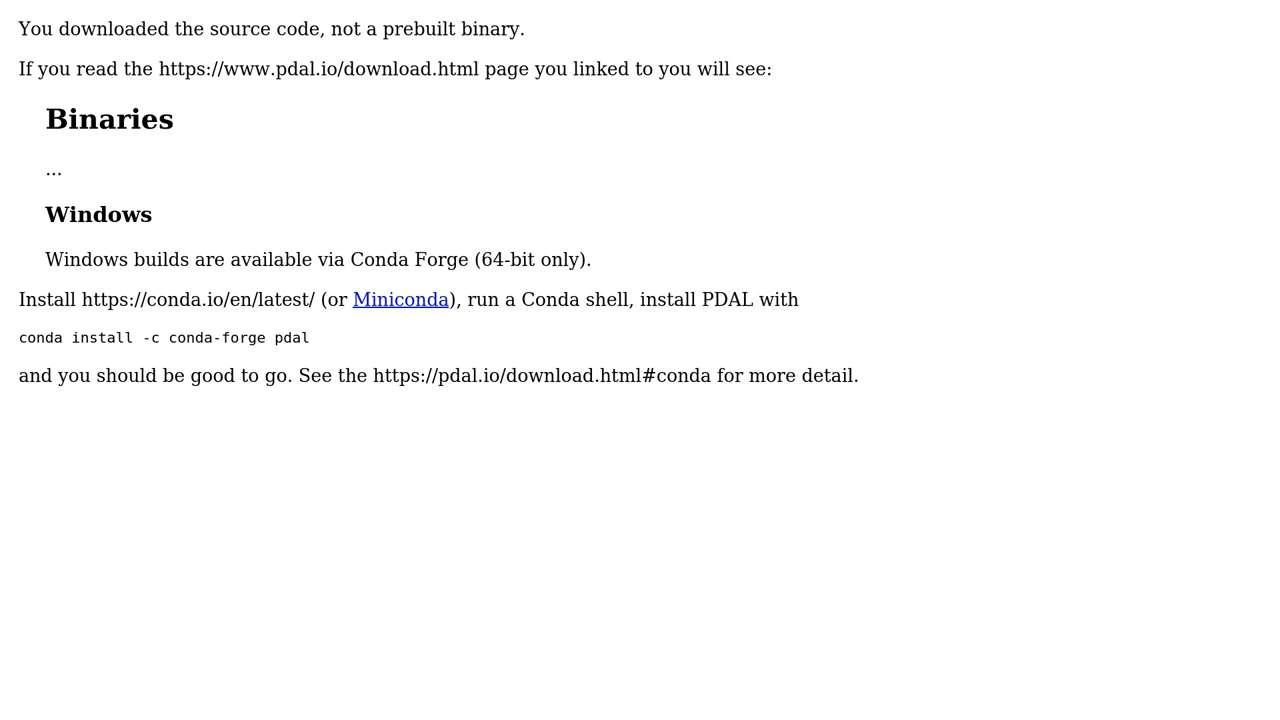 You downloaded the source code, not a prebuilt binary.
If you read the https://www.pdal.io/download.html page you linked to you will see:
Binaries
...
Windows
Windows builds are available via Conda Forge (64-bit only).
Install https://conda.io/en/latest/ (or Miniconda), run a Conda shell, install PDAL with
conda install -c conda-forge pdal
and you should be good to go. See the https://pdal.io/download.html#conda for more detail.